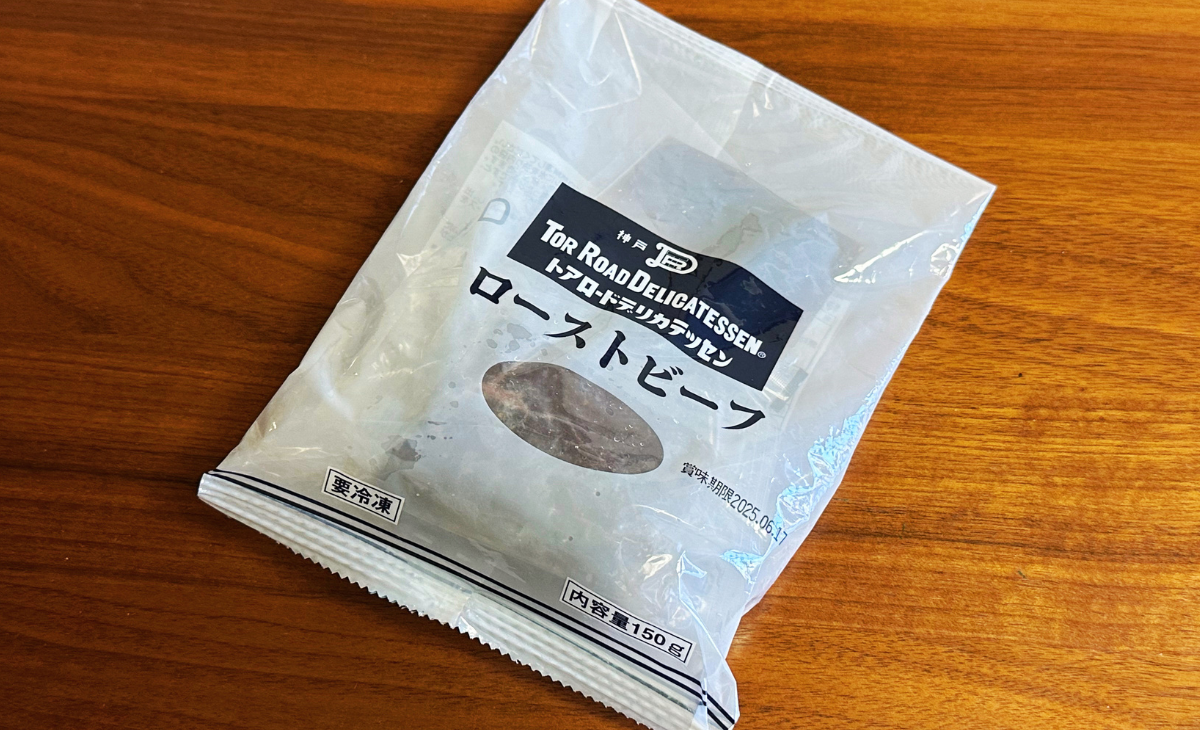 神戸 TR
TOR ROAD DELICATESSEN®
トアロードデリカテッセン
ローストビーフ
賞味期限2025.06.17
要冷凍
内容量150g